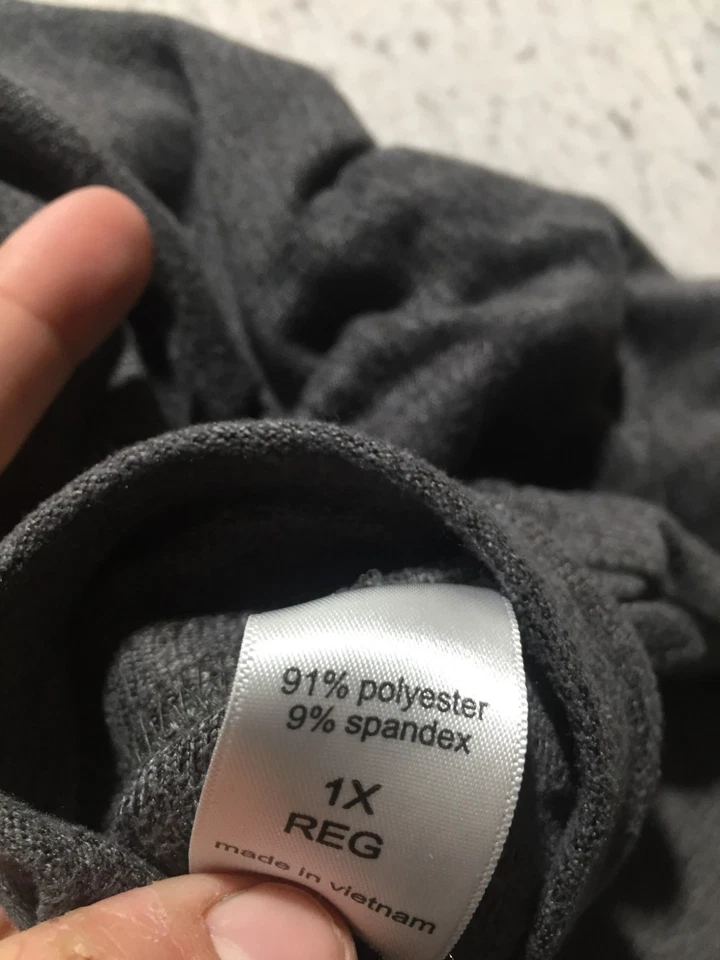 91% polyester
9% spandex
1X
REG
made in vietnam